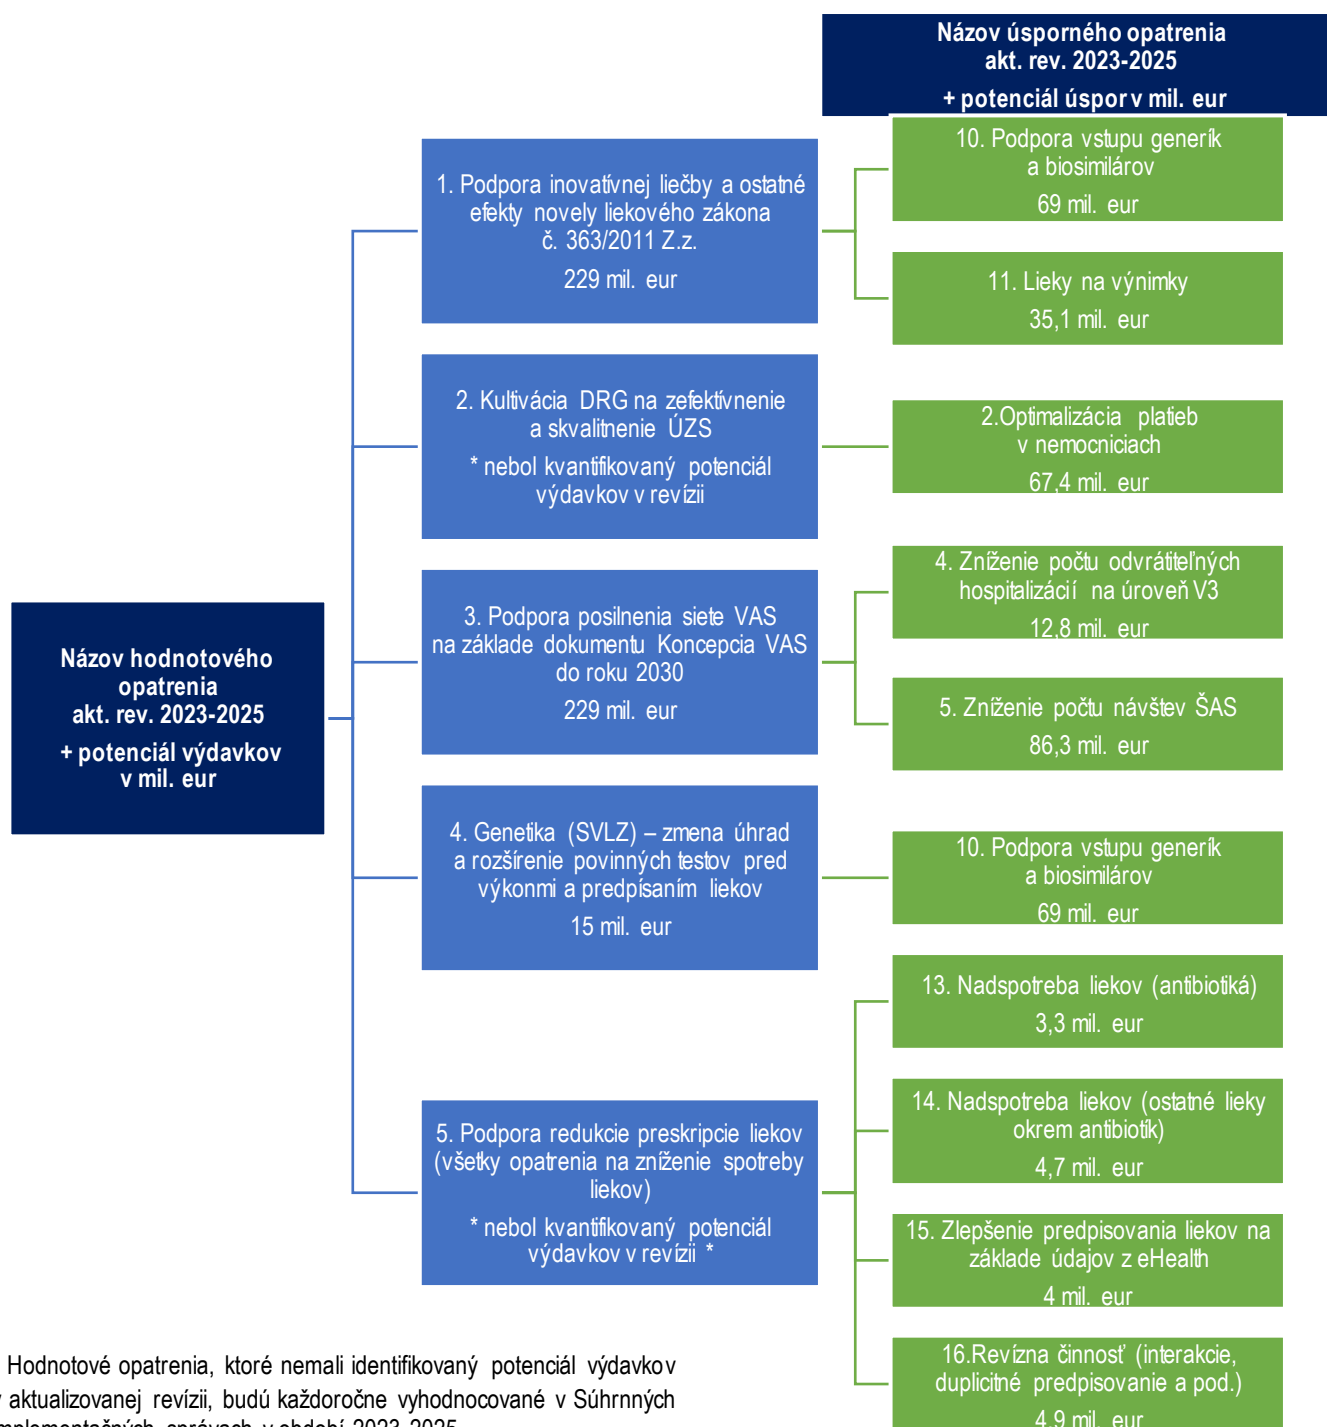 Názov úsporného opatrenia
akt. rev. 2023-2025
+ potenciál úspor v mil. eur
Názov hodnotového
opatrenia
akt. rev. 2023-2025
+ potenciál výdavkov
v mil. eur
1. Podpora inovatívnej liečby a ostatné
efekty novely liekového zákona
č. 363/2011 Z.z.
229 mil. eur
10. Podpora vstupu generík
a biosimilárov
69 mil. eur
11. Lieky na výnimky
35,1 mil. eur
2. Kultivácia DRG na zefektívnenie
a skvalitnenie ÚZS
* nebol kvantifikovaný potenciál
výdavkov v revízii
2.Optimalizácia platieb
v nemocniciach
67,4 mil. eur
3. Podpora posilnenia siete VAS
na základe dokumentu Koncepcia VAS
do roku 2030
229 mil. eur
4. Zníženie počtu odvrátiteľných
hospitalizácií na úroveň V3
12,8 mil. eur
5. Zníženie počtu návštev ŠAS
86,3 mil. eur
4. Genetika (SVLZ) – zmena úhrad
a rozšírenie povinných testov pred
výkonmi a predpísaním liekov
15 mil. eur
10. Podpora vstupu generík
a biosimilárov
69 mil. eur
5. Podpora redukcie preskripcie liekov
(všetky opatrenia na zníženie spotreby
liekov)
* nebol kvantifikovaný potenciál
výdavkov v revízii *
13. Nadspotreba liekov (antibiotiká)
3,3 mil. eur
14. Nadspotreba liekov (ostatné lieky
okrem antibiotík)
4,7 mil. eur
15. Zlepšenie predpisovania liekov na
základe údajov z eHealth
4 mil. eur
16.Revízna činnosť (interakcie,
duplicitné predpisovanie a pod.)
4,9 mil. eur
Hodnotové opatrenia, ktoré nemali identifikovaný potenciál výdavkov
v aktualizovanej revízii, budú každoročne vyhodnocované v Súhrnných
implementačných správach v období 2023-2025